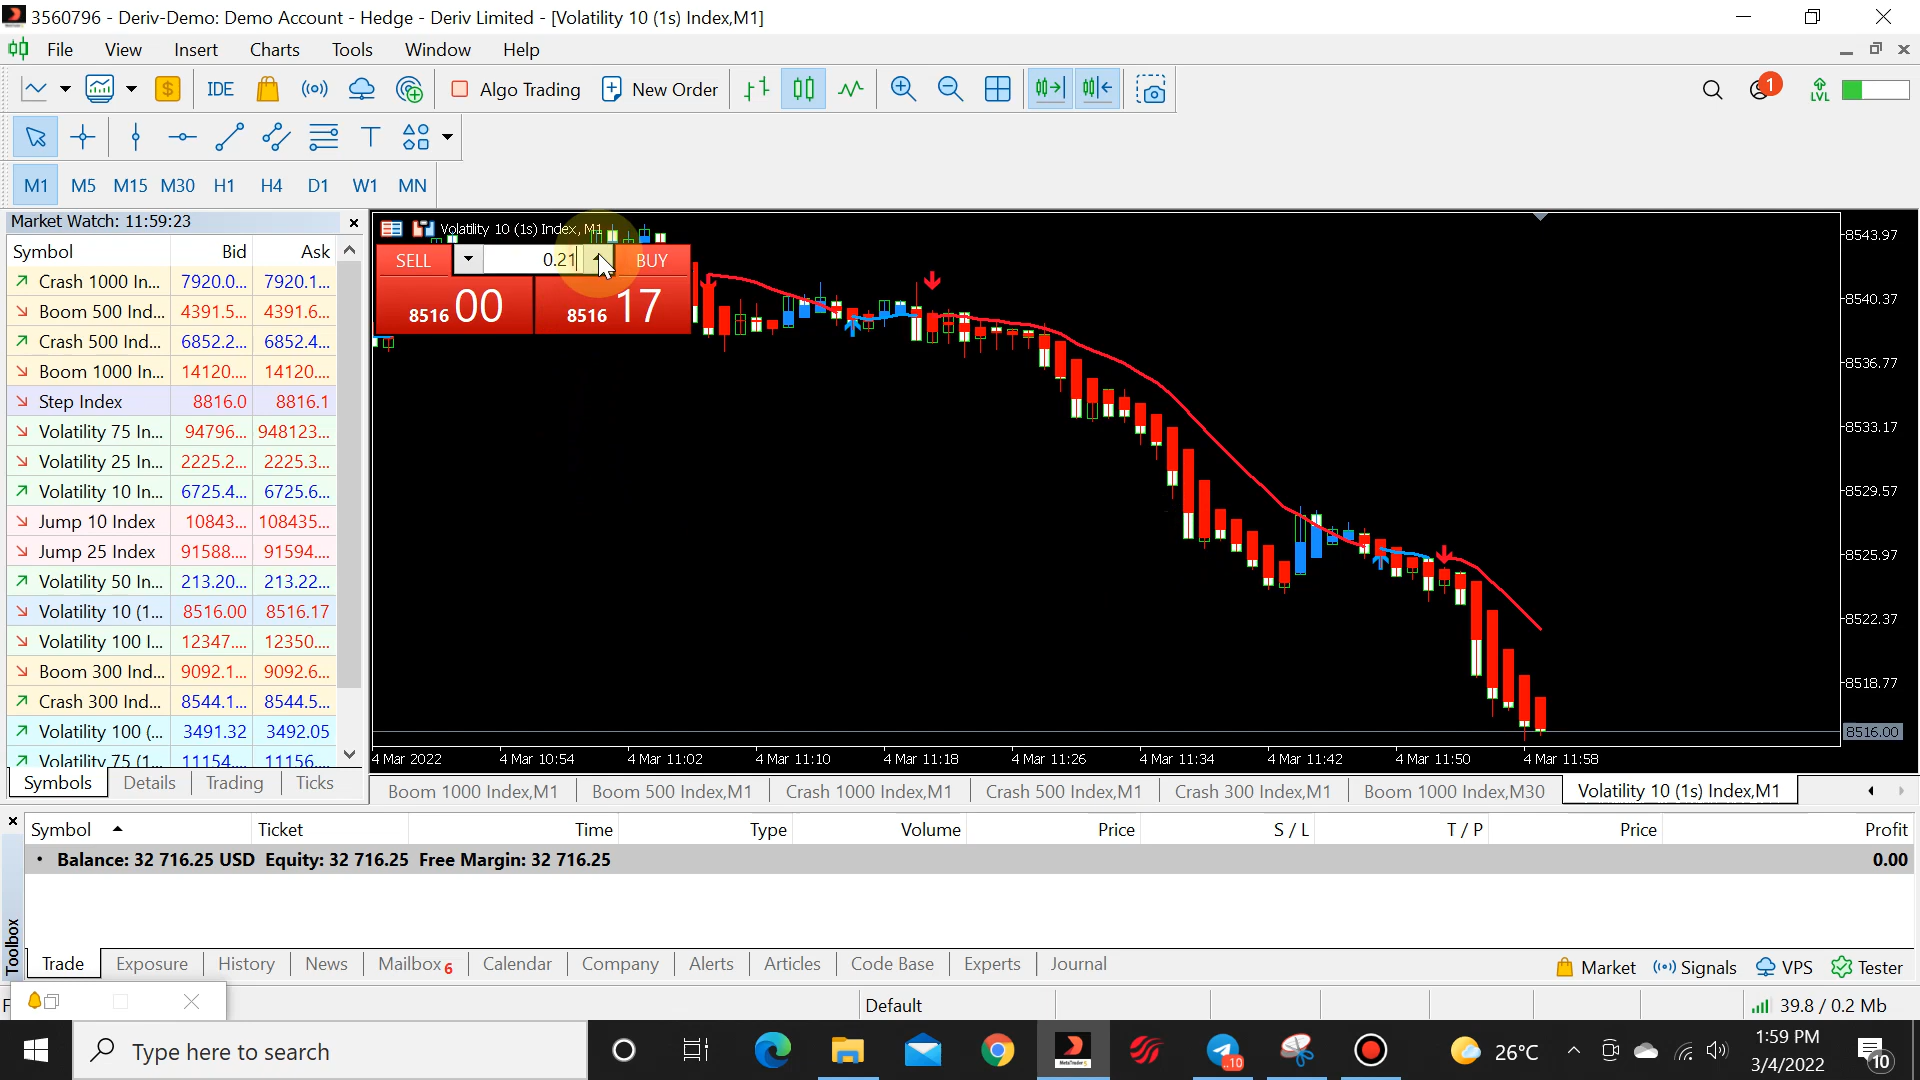 3560796 - Deriv-Demo: Demo Account - Hedge - Deriv Limited - [Volatility 10 (1s) Index,M1]
File View Insert Charts Tools Window Help
IDE Algo Trading New Order 1 LVL
T
M1 M5 M15 M30 H1 H4 D1 W1 MN
Market Watch: 11:59:23
Symbol Bid Ask
Crash 1000 In... 7920.0... 7920.1...
Boom 500 Ind... 4391.5... 4391.6...
Crash 500 Ind... 6852.2... 6852.4...
Boom 1000 In... 14120.... 14120....
Step Index 8816.0 8816.1
Volatility 75 In... 94796... 948123...
Volatility 25 In... 2225.2... 2225.3...
Volatility 10 In... 6725.4... 6725.6...
Jump 10 Index 10843... 108435...
Jump 25 Index 91588.... 91594....
Volatility 50 In... 213.20... 213.22...
Volatility 10 (1... 8516.00 8516.17
Volatility 100 I... 12347.... 12350....
Boom 300 Ind... 9092.1... 9092.6...
Crash 300 Ind... 8544.1... 8544.5...
Volatility 100 (... 3491.32 3492.05
Volatility 75 (1... 11154.... 11156....
Symbols Details Trading Ticks
Volatility 10 (1s) Index, M1
SELL 0.21 BUY
8516 00 8516 17
8543.97
8540.37
8536.77
8533.17
8529.57
8525.97
8522.37
8518.77
8516.00
4 Mar 2022 4 Mar 10:54 4 Mar 11:02 4 Mar 11:10 4 Mar 11:18 4 Mar 11:26 4 Mar 11:34 4 Mar 11:42 4 Mar 11:50 4 Mar 11:58
Boom 1000 Index,M1 Boom 500 Index,M1 Crash 1000 Index,M1 Crash 500 Index,M1 Crash 300 Index,M1 Boom 1000 Index,M30 Volatility 10 (1s) Index,M1
Symbol Ticket Time Type Volume Price S / L T / P Price Profit
Balance: 32 716.25 USD Equity: 32 716.25 Free Margin: 32 716.25 0.00
Toolbox
Trade Exposure History News Mailbox 6 Calendar Company Alerts Articles Code Base Experts Journal Market Signals VPS Tester
Default 39.8 / 0.2 Mb
Type here to search ..10 26°C 1:59 PM
3/4/2022 10